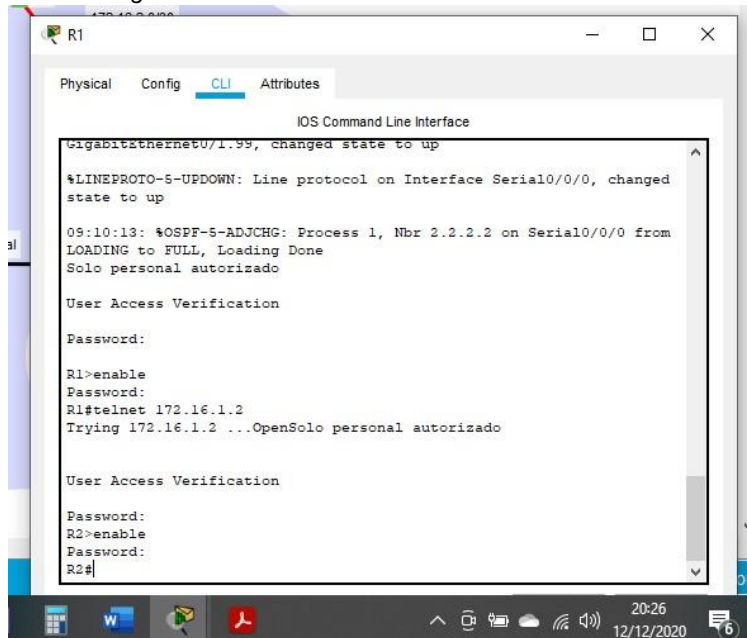 R1
Physical Config CLI Attributes
IOS Command Line Interface
GigabitEthernet0/1.99, changed state to up
%LINEPROTO-5-UPDOWN: Line protocol on Interface Serial0/0/0, changed
state to up
09:10:13: %OSPF-5-ADJCHG: Process 1, Nbr 2.2.2.2 on Serial0/0/0 from
LOADING to FULL, Loading Done
Solo personal autorizado
User Access Verification
Password:
R1>enable
Password:
R1#telnet 172.16.1.2
Trying 172.16.1.2 ...OpenSolo personal autorizado
User Access Verification
Password:
R2>enable
Password:
R2#
20:26
12/12/2020
6